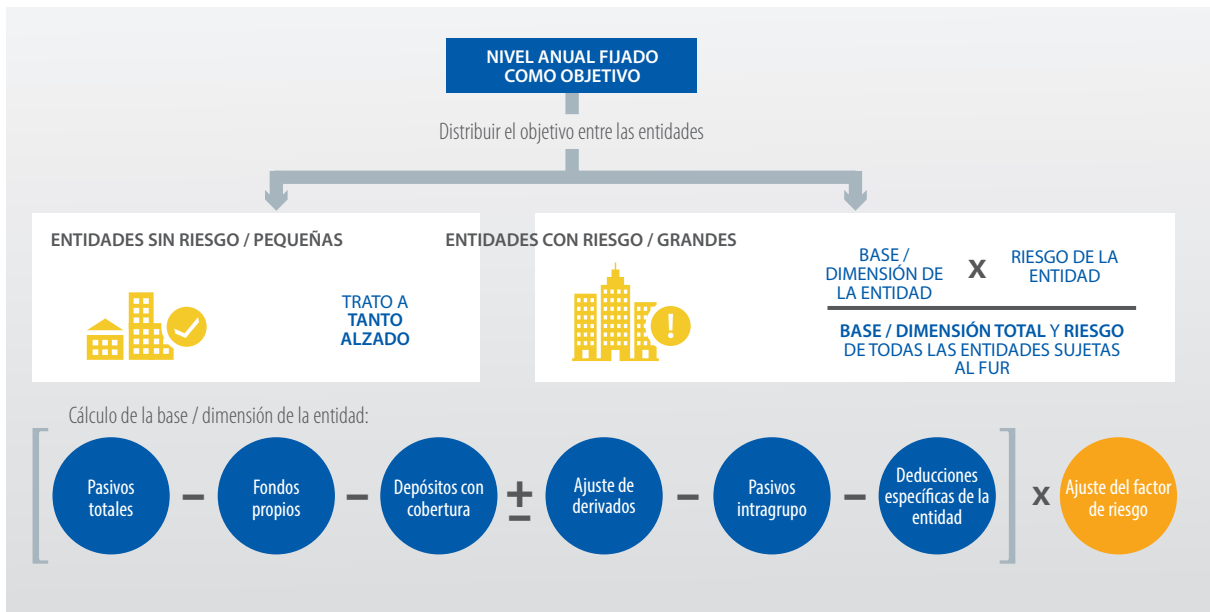 NIVEL ANUAL FIJADO
COMO OBJETIVO
Distribuir el objetivo entre las entidades
ENTIDADES SIN RIESGO / PEQUEÑAS
TRATO A
TANTO
ALZADO
ENTIDADES CON RIESGO / GRANDES
BASE /
DIMENSIÓN DE
LA ENTIDAD
X
RIESGO DE LA
ENTIDAD
BASE / DIMENSIÓN TOTAL Y RIESGO
DE TODAS LAS ENTIDADES SUJETAS
AL FUR
Cálculo de la base / dimensión de la entidad:
[
Pasivos
totales
–
Fondos
propios
–
Depósitos con
cobertura
±
Ajuste de
derivados
–
Pasivos
intragrupo
–
Deducciones
específicas de la
entidad
]
x
Ajuste del factor
de riesgo